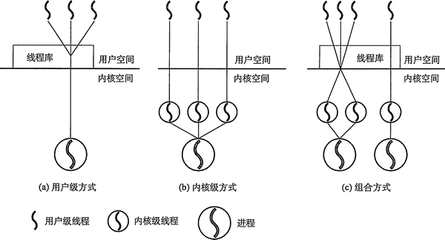 线程库 用户空间 用户空间 线程库 用户空间
内核空间 内核空间 内核空间
(a) 用户级方式 (b) 内核级方式 (c) 组合方式
用户级线程 内核级线程 进程